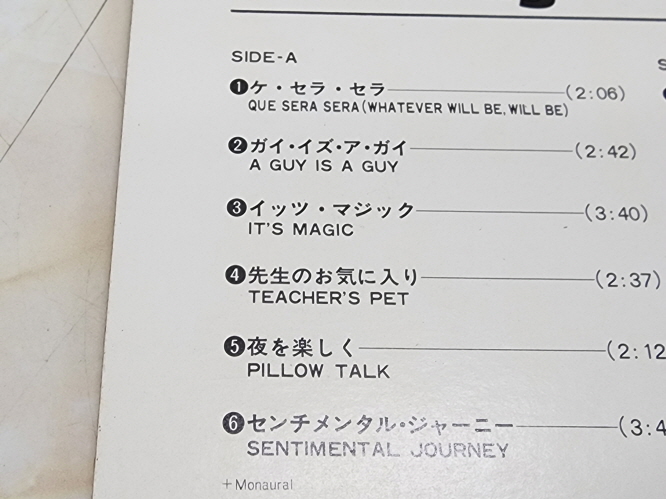 SIDE-A
❶ケ・セラ・セラ (2:06)
QUE SERA SERA(WHATEVER WILL BE, WILL BE)
❷ガイ・イズ・ア・ガイ (2:42)
A GUY IS A GUY
❸イッツ・マジック (3:40)
IT'S MAGIC
❹先生のお気に入り (2:37)
TEACHER'S PET
❺夜を楽しく (2:12
PILLOW TALK
❻センチメンタル・ジャーニー (3:4
SENTIMENTAL JOURNEY
+Monaural